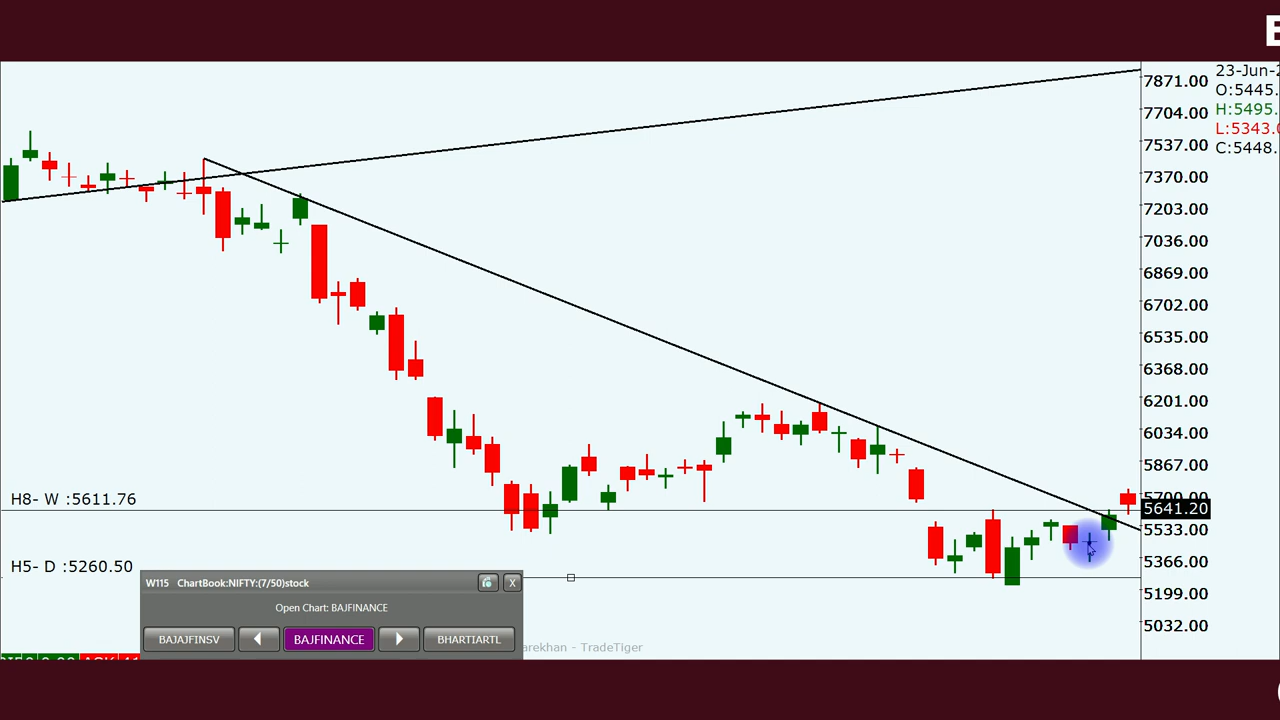 23-Jun-2
O:5445.
H:5495.
L:5343.0
C:5448.
7871.00
7704.00
7537.00
7370.00
7203.00
7036.00
6869.00
6702.00
6535.00
6368.00
6201.00
6034.00
5867.00
5700.00
5641.20
5533.00
5366.00
5199.00
5032.00
H8- W :5611.76
H5- D :5260.50
W115 ChartBook:NIFTY:(7/50)stock
X
Open Chart: BAJFINANCE
BAJAJFINSV
BAJFINANCE
BHARTIARTL
arekhan - TradeTiger